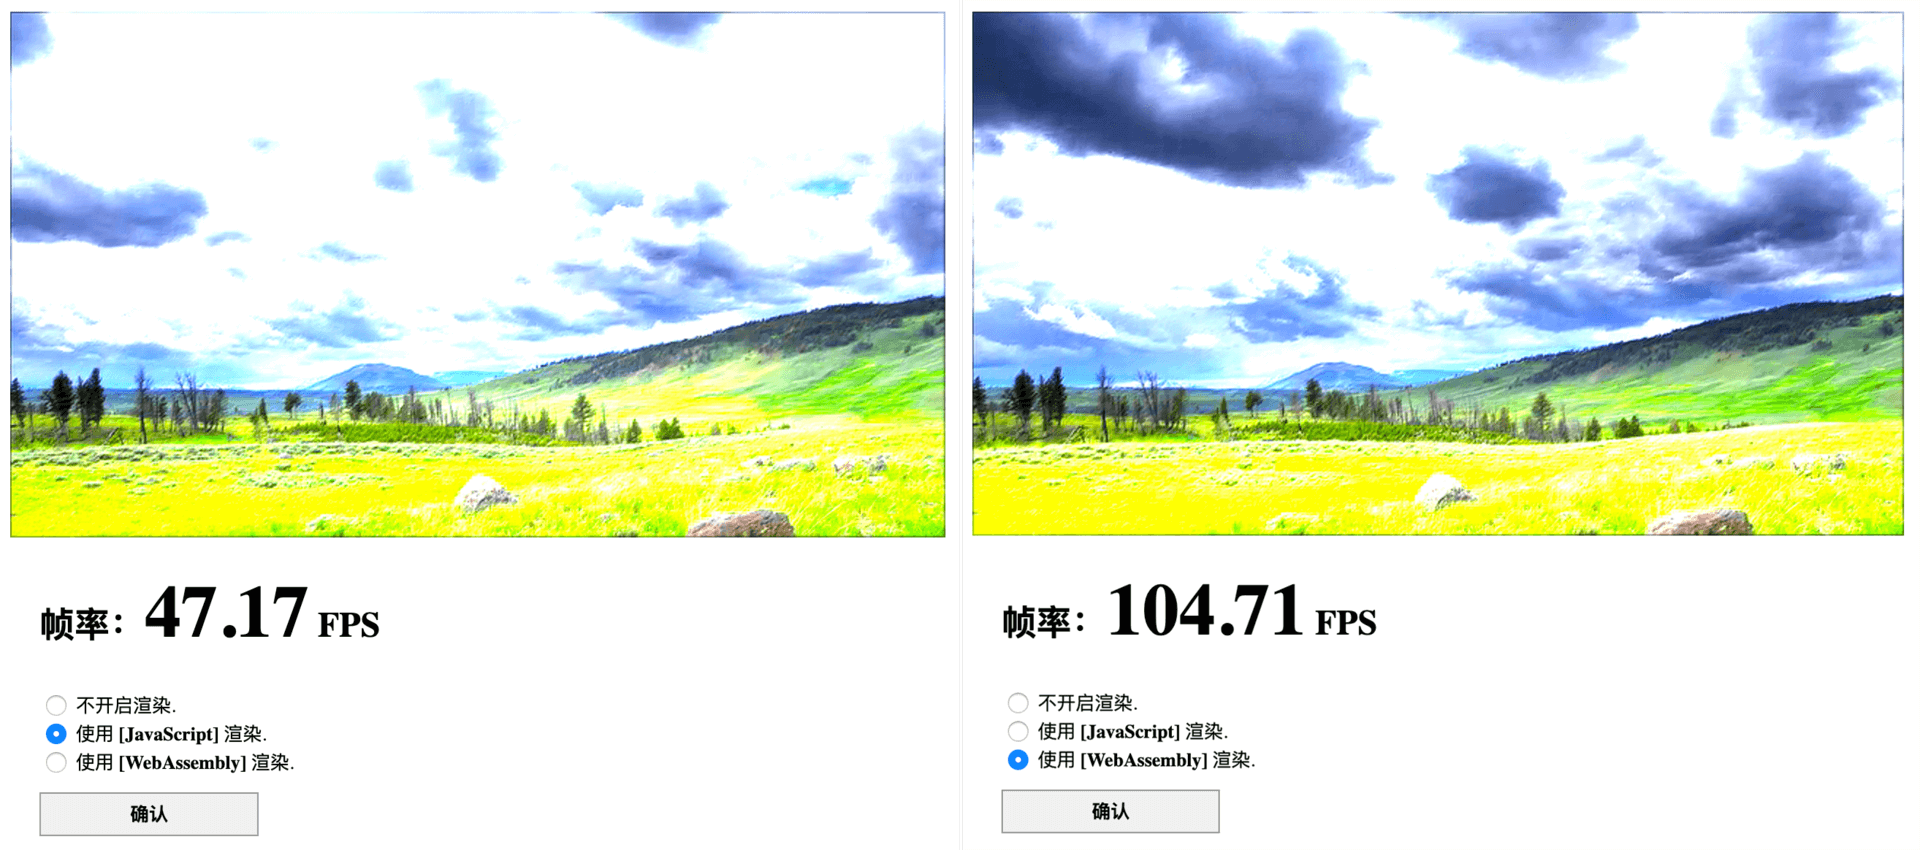 帧率：47.17 FPS
不开启渲染.
使用 [JavaScript] 渲染.
使用 [WebAssembly] 渲染.
确认
帧率：104.71 FPS
不开启渲染.
使用 [JavaScript] 渲染.
使用 [WebAssembly] 渲染.
确认